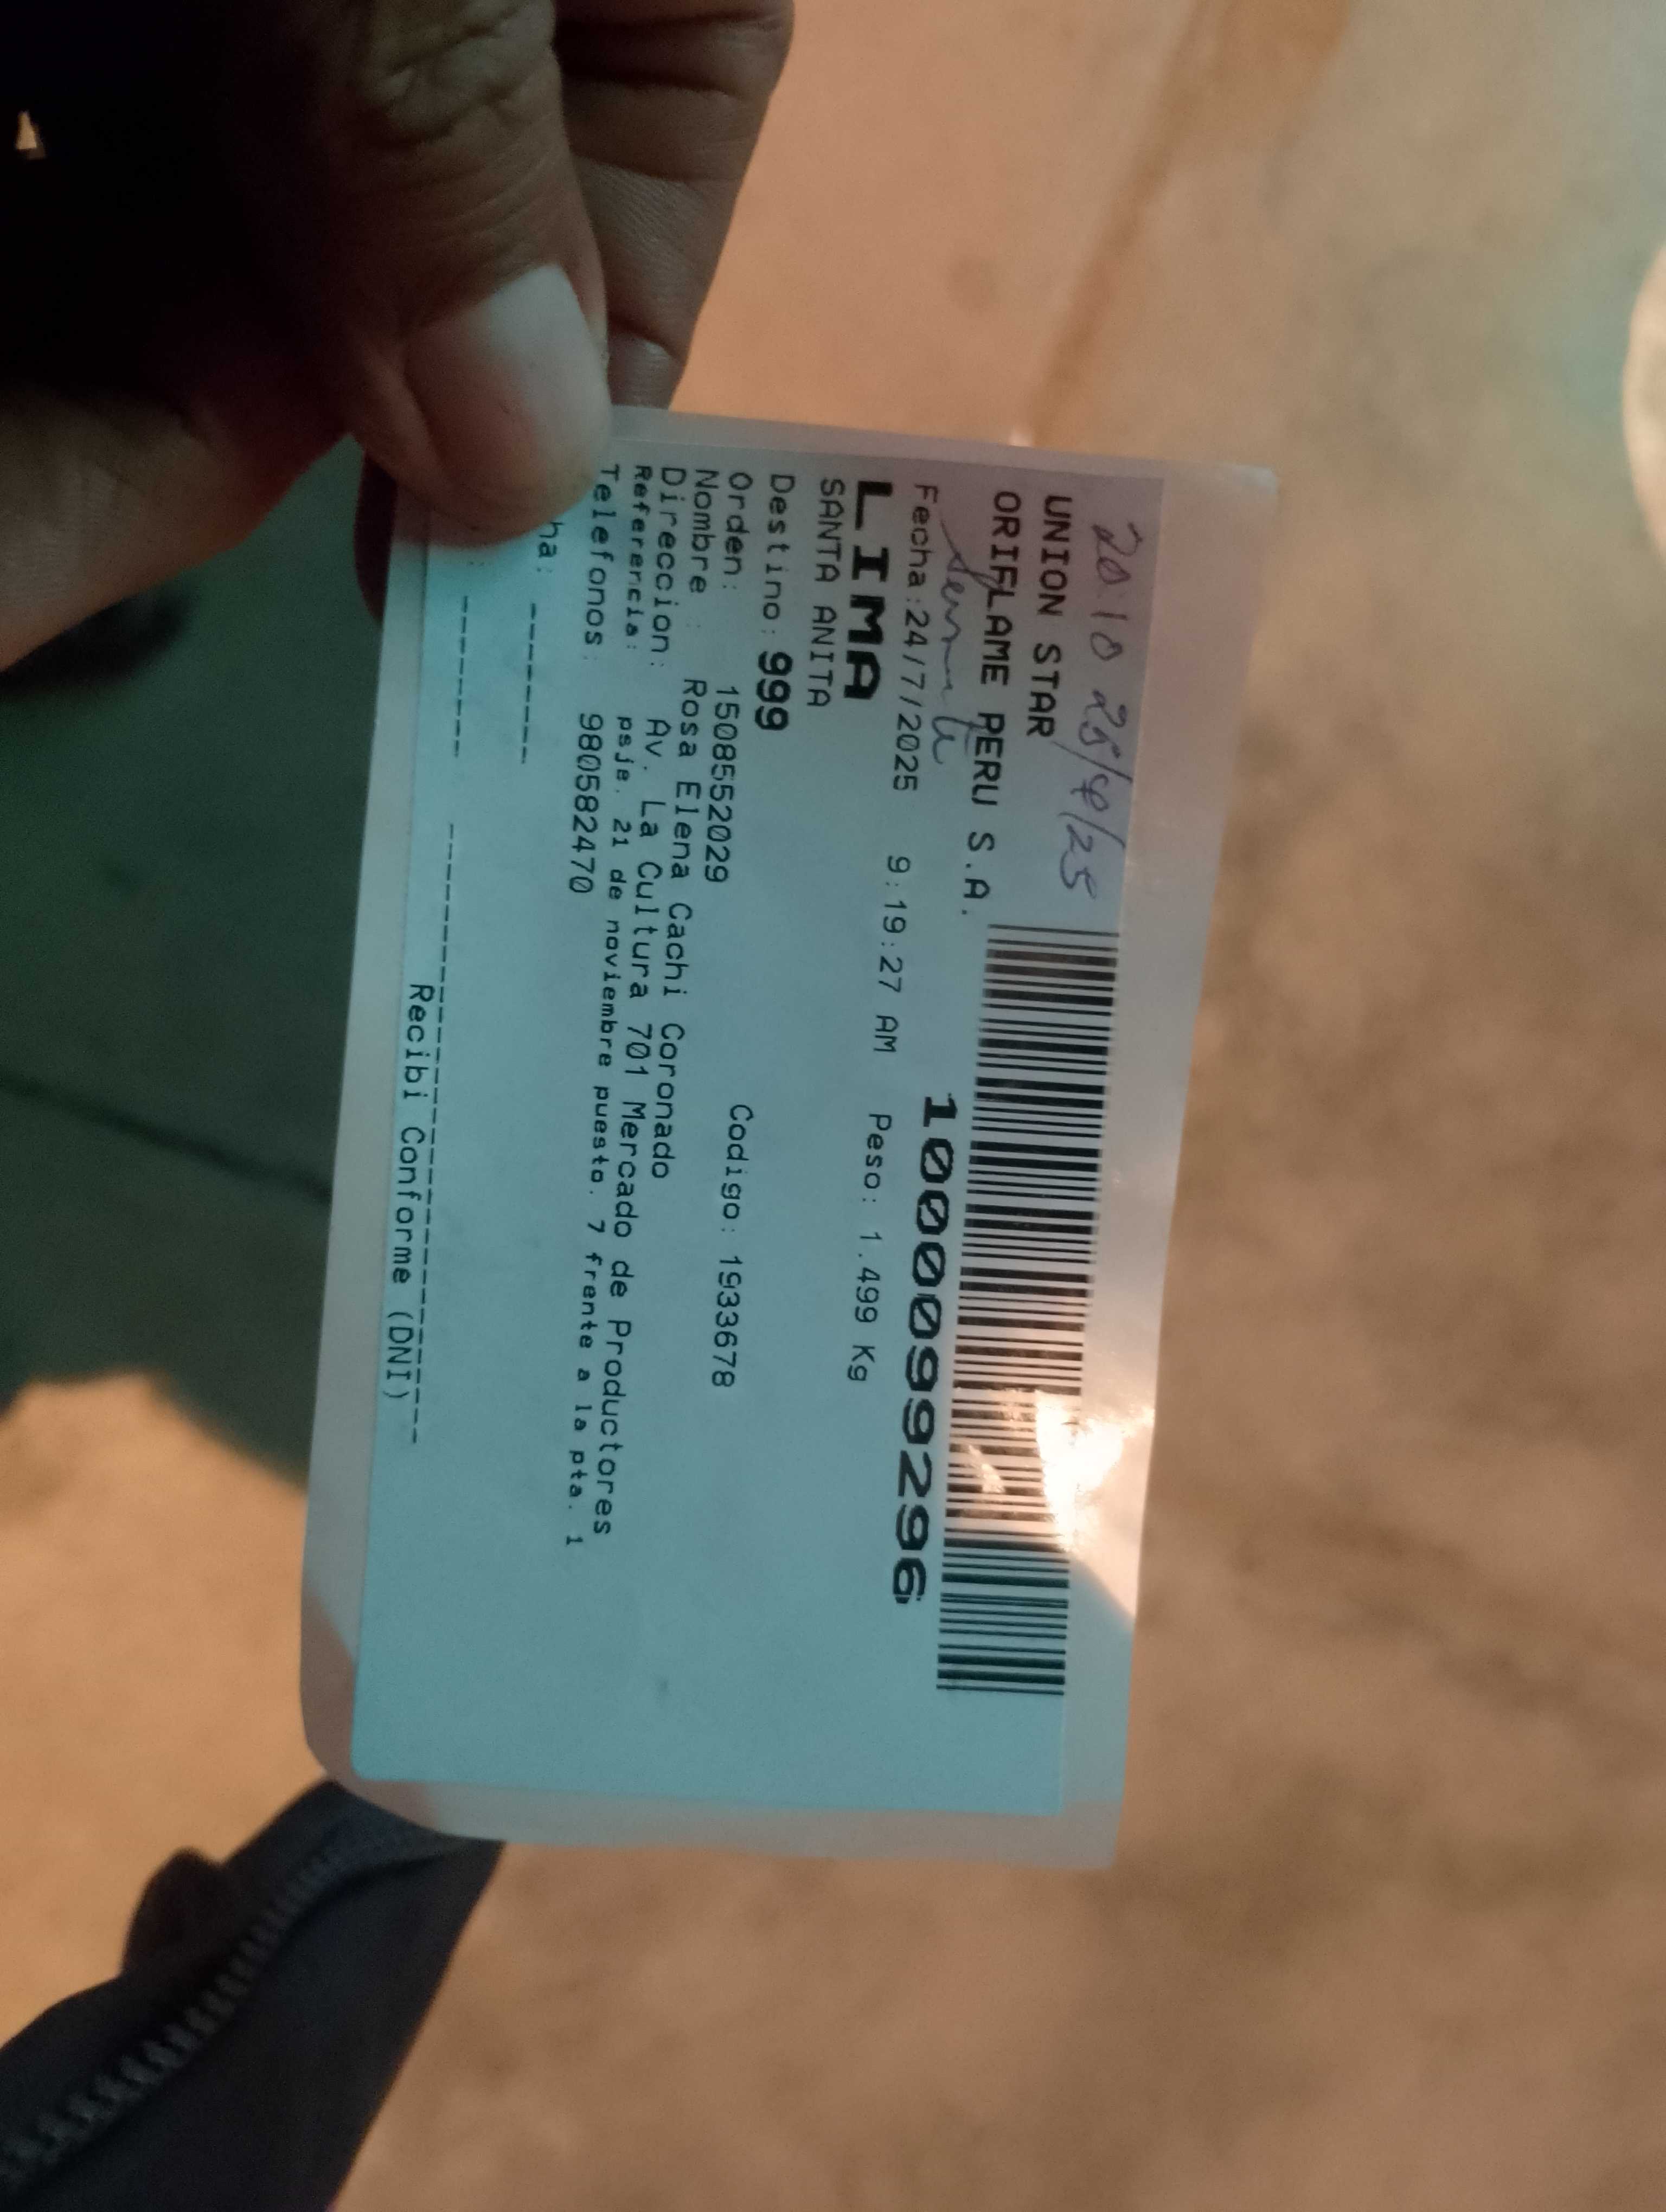 20:10 25/7/25
UNION STAR
ORIFLAME PERU S.A.
1000099296
Fecha:24/7/2025 9:19:27 AM Peso: 1.499 Kg
LIMA
SANTA ANITA
Destino: 999
Orden: 1508552029 Codigo: 1933678
Nombre : Rosa Elena Cachi Coronado
Direccion: Av. La Cultura 701 Mercado de Productores
Referencia: psje. 21 de noviembre puesto. 7 frente a la pta. 1
Telefonos: 980582470
ha: -------
: -------
Recibi Conforme (DNI)